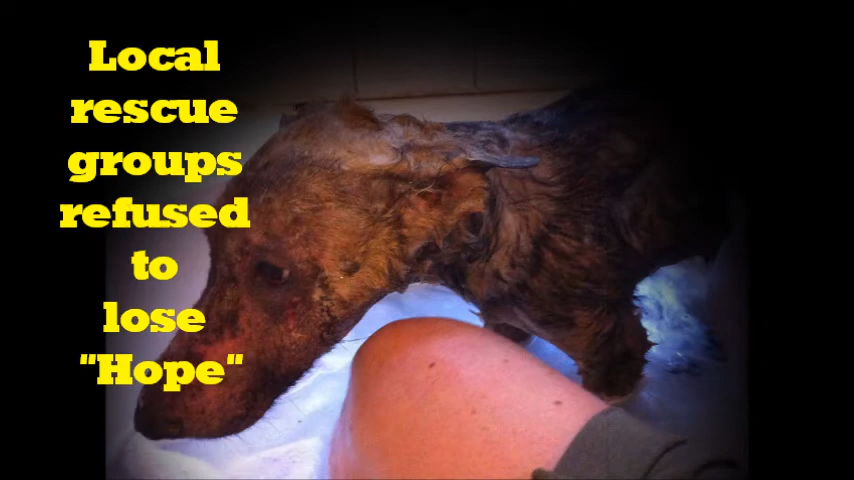 Local
rescue
groups
refused
to
lose
"Hope"